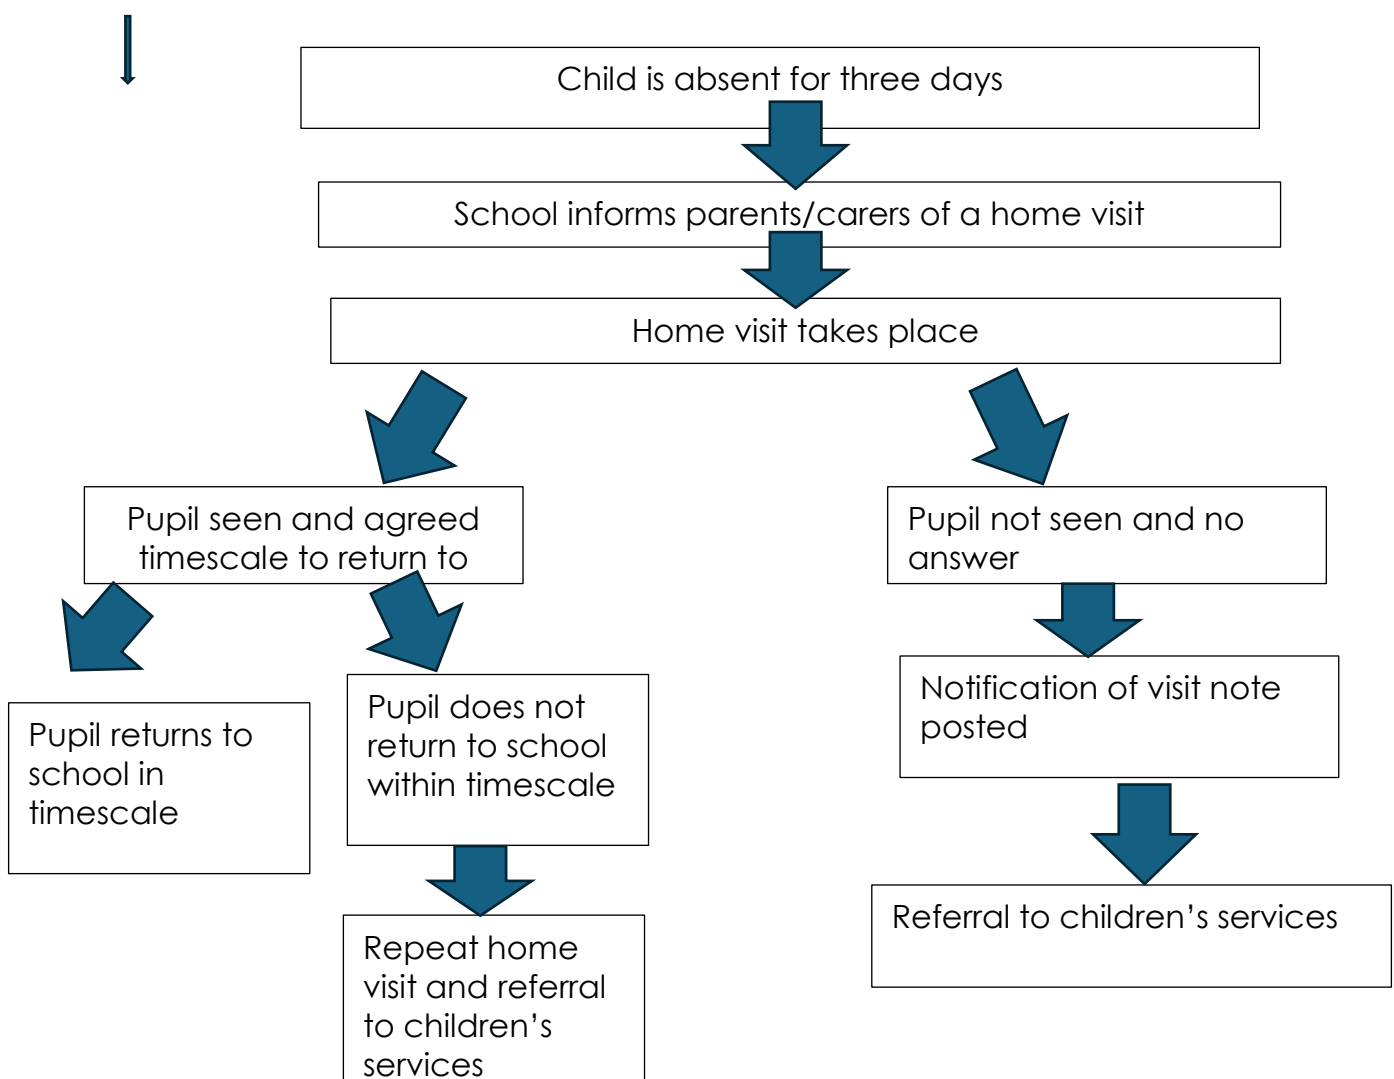 Child is absent for three days
School informs parents/carers of a home visit
Home visit takes place
Pupil seen and agreed
timescale to return to
Pupil not seen and no
answer
Pupil returns to
school in
timescale
Pupil does not
return to school
within timescale
Notification of visit note
posted
Repeat home
visit and referral
to children’s
services
Referral to children’s services